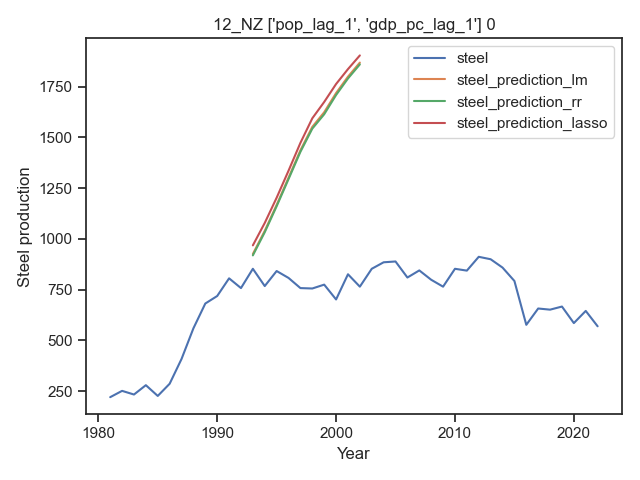 12_NZ ['pop_lag_1', 'gdp_pc_lag_1'] 0
steel
steel_prediction_lm
steel_prediction_rr
steel_prediction_lasso
Steel production
1750
1500
1250
1000
750
500
250
1980
1990
2000
2010
2020
Year